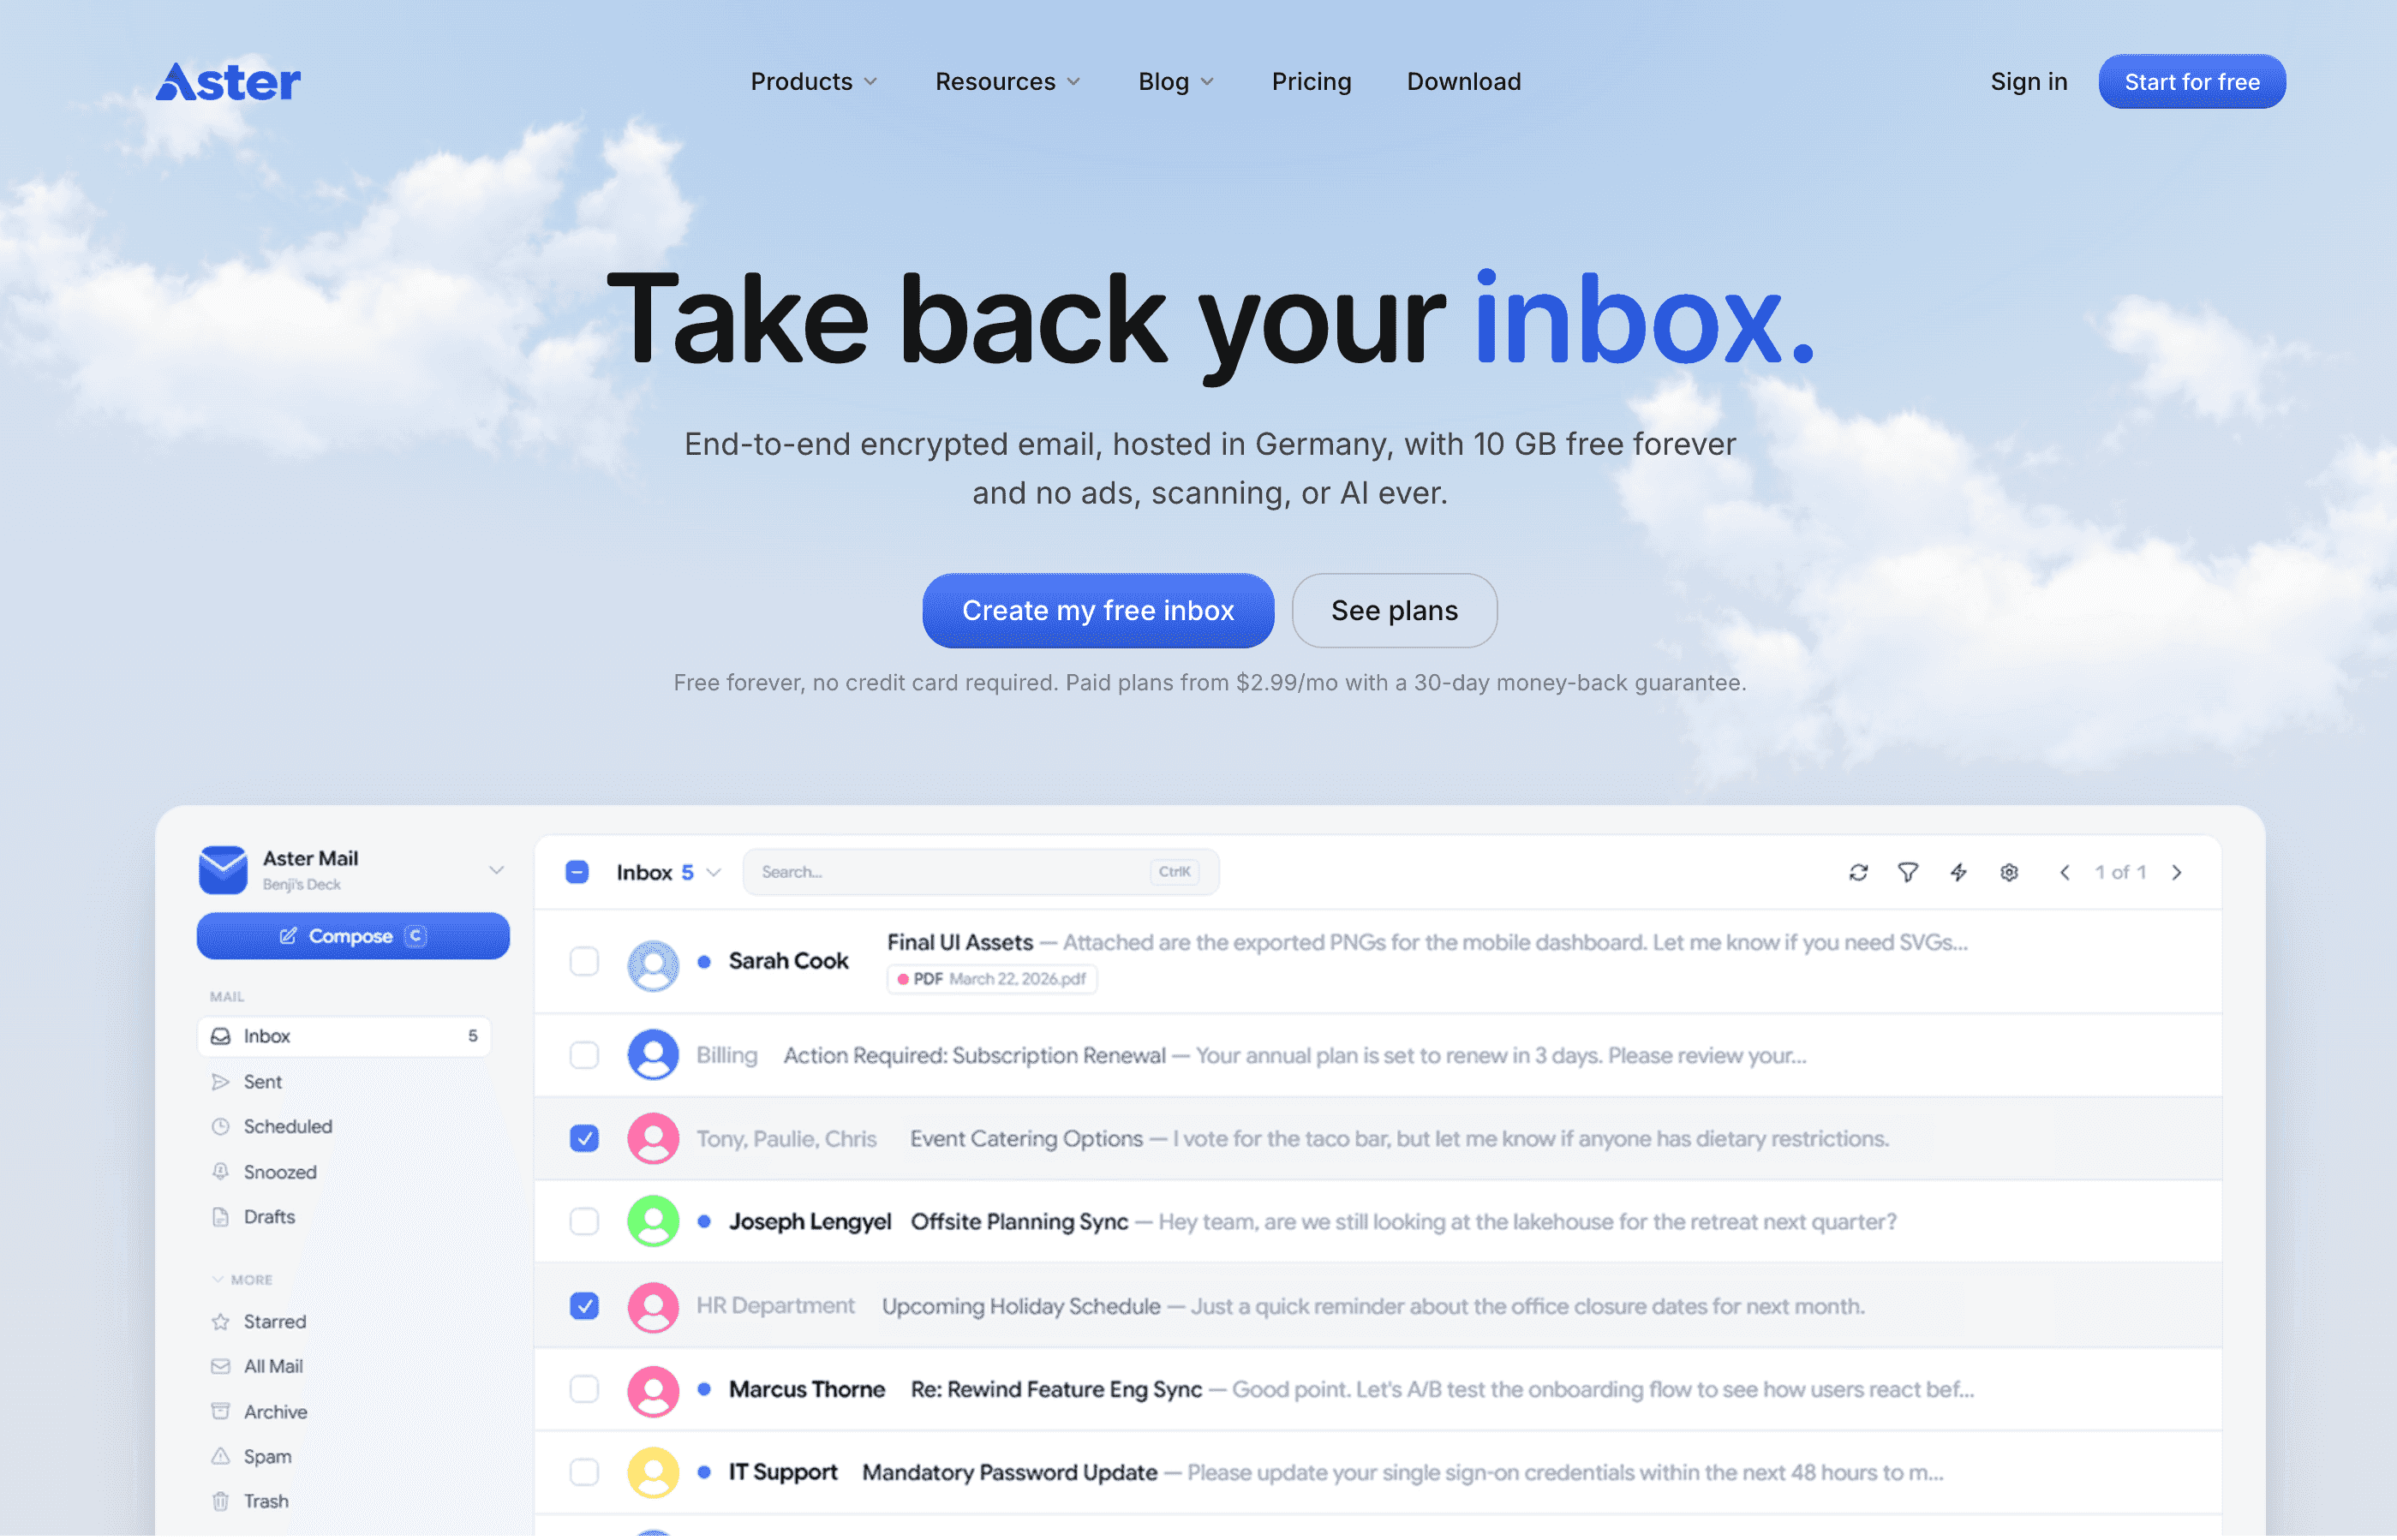 Aster
Products
Resources
Blog
Pricing
Download
Sign in
Start for free
Take back your inbox.
End-to-end encrypted email, hosted in Germany, with 10 GB free forever
and no ads, scanning, or AI ever.
Create my free inbox
See plans
Free forever, no credit card required. Paid plans from $2.99/mo with a 30-day money-back guarantee.
Aster Mail
Benji's Deck
Compose C
MAIL
Inbox 5
Sent
Scheduled
Snoozed
Drafts
MORE
Starred
All Mail
Archive
Spam
Trash
Inbox 5
Search...
CtrlK
1 of 1
Sarah Cook
Final UI Assets — Attached are the exported PNGs for the mobile dashboard. Let me know if you need SVGs...
PDF March 22, 2026.pdf
Billing Action Required: Subscription Renewal — Your annual plan is set to renew in 3 days. Please review your...
Tony, Paulie, Chris Event Catering Options — I vote for the taco bar, but let me know if anyone has dietary restrictions.
Joseph Lengyel Offsite Planning Sync — Hey team, are we still looking at the lakehouse for the retreat next quarter?
HR Department Upcoming Holiday Schedule — Just a quick reminder about the office closure dates for next month.
Marcus Thorne Re: Rewind Feature Eng Sync — Good point. Let's A/B test the onboarding flow to see how users react bef...
IT Support Mandatory Password Update — Please update your single sign-on credentials within the next 48 hours to m...